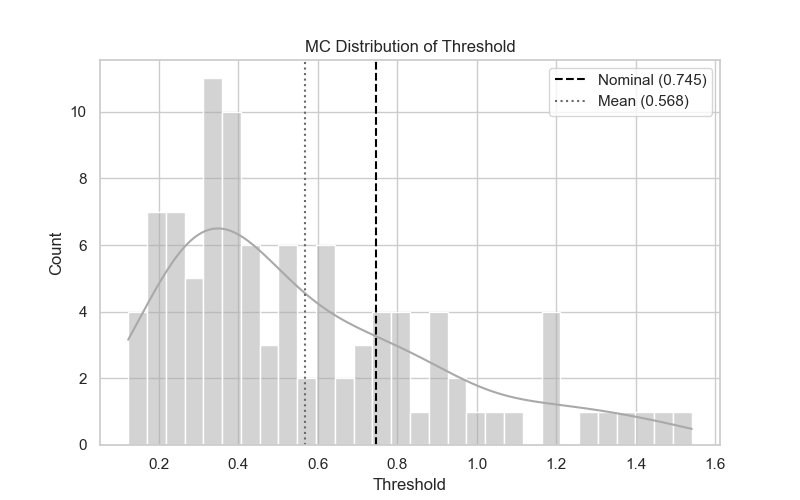 MC Distribution of Threshold
Nominal (0.745)
Mean (0.568)
Count
10
8
6
4
2
0
0.2 0.4 0.6 0.8 1.0 1.2 1.4 1.6
Threshold